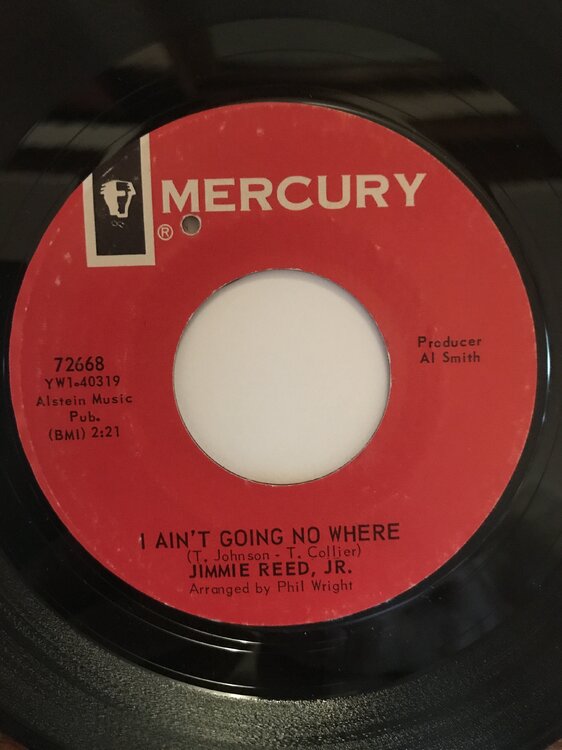 MERCURY
®
72668
YW1-40319
Alstein Music
Pub.
(BMI) 2:21
Producer
Al Smith
I AIN'T GOING NO WHERE
(T. Johnson - T. Collier)
JIMMIE REED, JR.
Arranged by Phil Wright